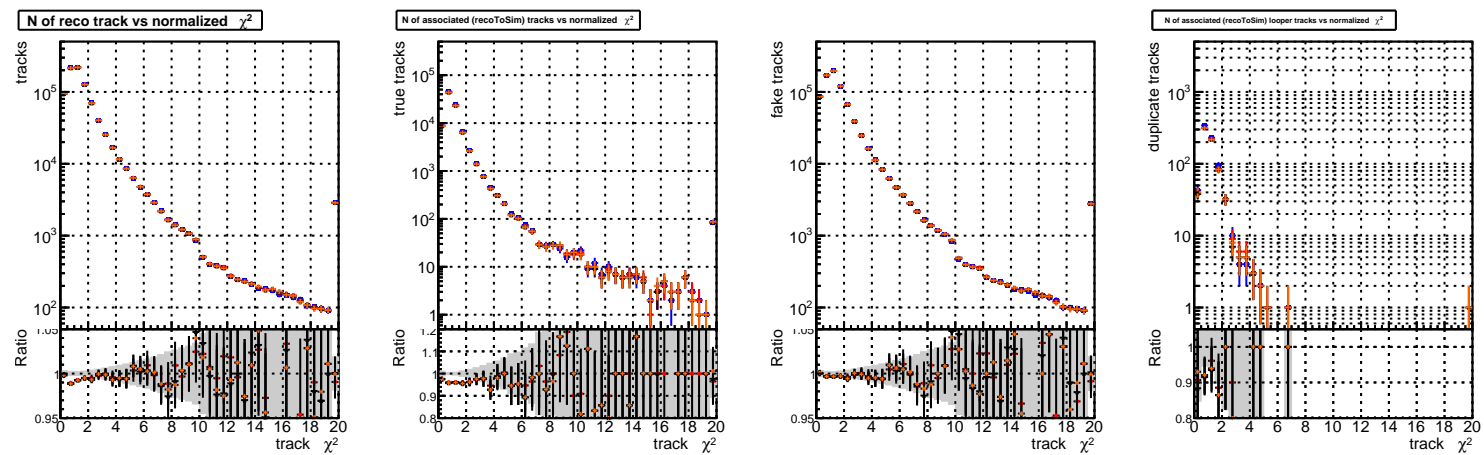 N of reco track vs normalized χ²
tracks
10⁵
10⁴
10³
10²
Ratio
1.05
1
0.95
0 2 4 6 8 10 12 14 16 18 20
track χ²
N of associated (recoToSim) tracks vs normalized χ²
true tracks
10⁵
10⁴
10³
10²
10
1
Ratio
1.2
1.1
1
0.9
0.8
0 2 4 6 8 10 12 14 16 18 20
track χ²
fake tracks
10⁵
10⁴
10³
10²
Ratio
1.05
1
0.95
0 2 4 6 8 10 12 14 16 18 20
track χ²
N of associated (recoToSim) looper tracks vs normalized χ²
duplicate tracks
10³
10²
10
1
Ratio
1
0.9
0.8
0 2 4 6 8 10 12 14 16 18 20
track χ²